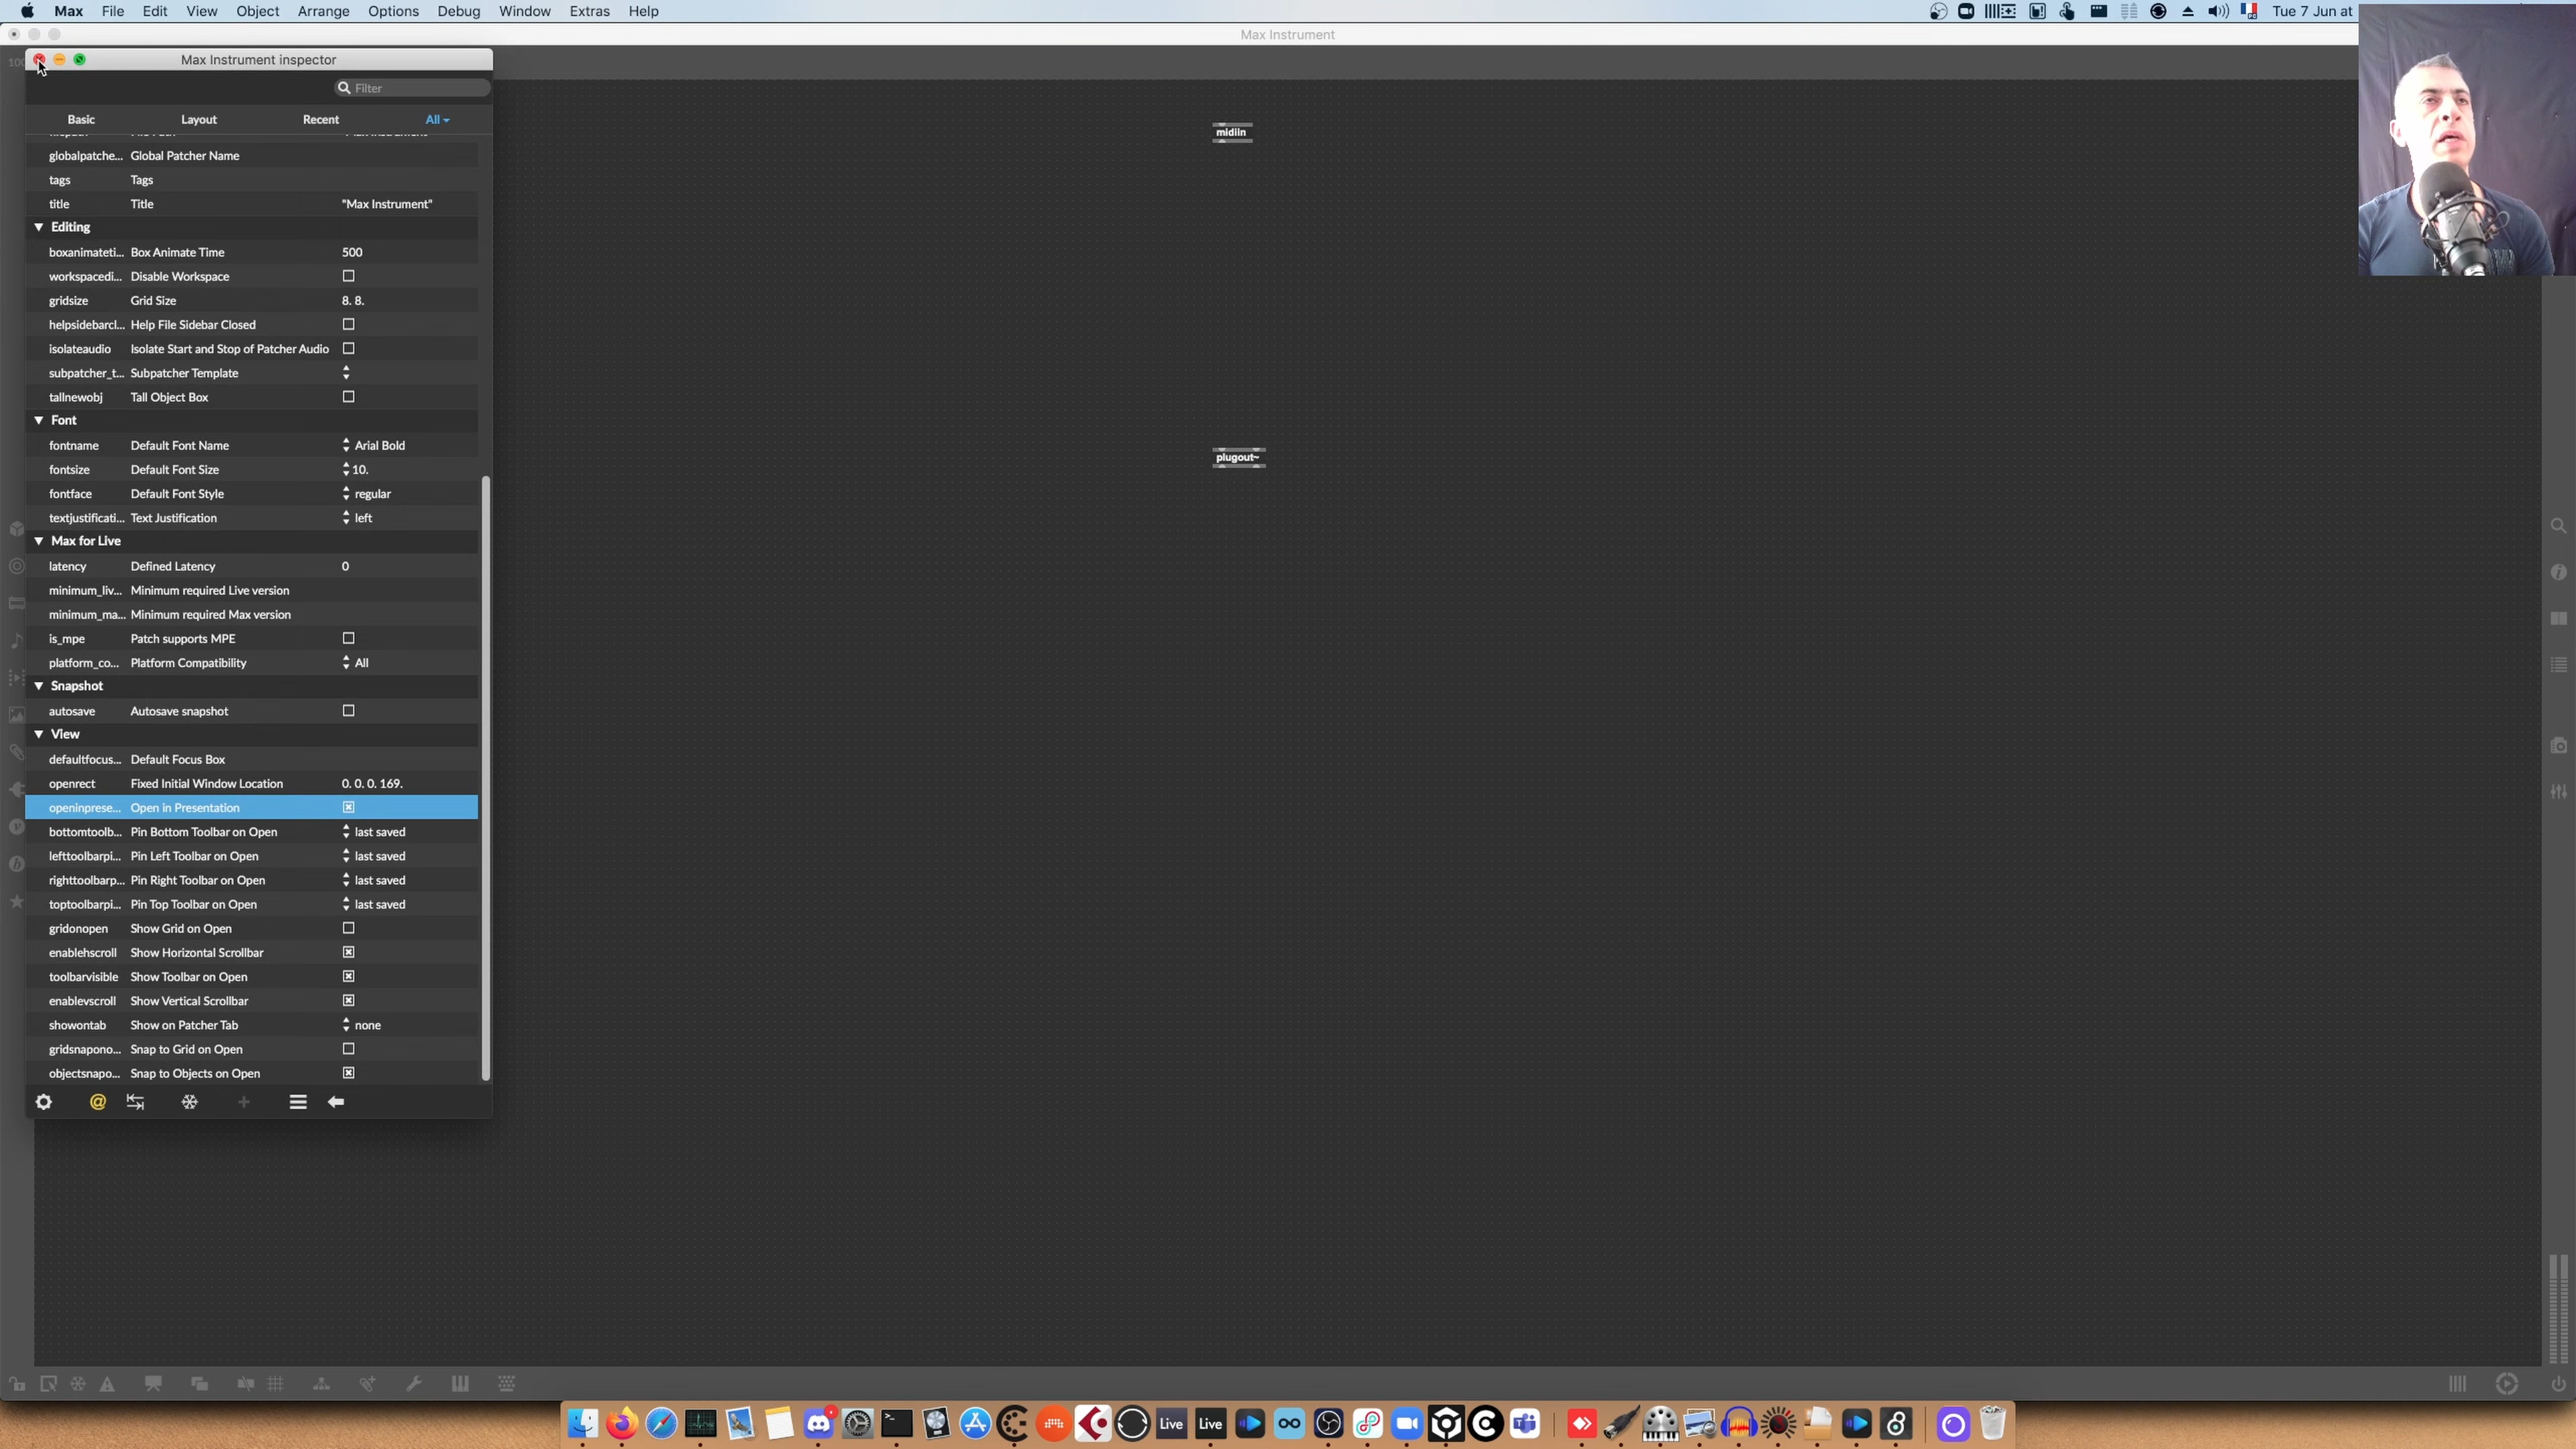 Max File Edit View Object Arrange Options Debug Window Extras Help
Tue 7 Jun at
Max Instrument
Max Instrument inspector
Filter
Basic Layout Recent All
globalpatche... Global Patcher Name
tags Tags
title Title "Max Instrument"
Editing
boxanimateti... Box Animate Time 500
workspacedi... Disable Workspace
gridsize Grid Size 8. 8.
helpsidebarcl... Help File Sidebar Closed
isolateaudio Isolate Start and Stop of Patcher Audio
subpatcher_t... Subpatcher Template
tallnewobj Tall Object Box
Font
fontname Default Font Name Arial Bold
fontsize Default Font Size 10.
fontface Default Font Style regular
textjustificati... Text Justification left
Max for Live
latency Defined Latency 0
minimum_liv... Minimum required Live version
minimum_ma... Minimum required Max version
is_mpe Patch supports MPE
platform_co... Platform Compatibility All
Snapshot
autosave Autosave snapshot
View
defaultfocus... Default Focus Box
openrect Fixed Initial Window Location 0. 0. 0. 169.
openinprese... Open in Presentation
bottomtoolb... Pin Bottom Toolbar on Open last saved
lefttoolbarpi... Pin Left Toolbar on Open last saved
righttoolbarp... Pin Right Toolbar on Open last saved
toptoolbarpi... Pin Top Toolbar on Open last saved
gridonopen Show Grid on Open
enablehscroll Show Horizontal Scrollbar
toolbarvisible Show Toolbar on Open
enablevscroll Show Vertical Scrollbar
showontab Show on Patcher Tab none
gridsnapono... Snap to Grid on Open
objectsnapo... Snap to Objects on Open
midiin
plugout~
Live Live